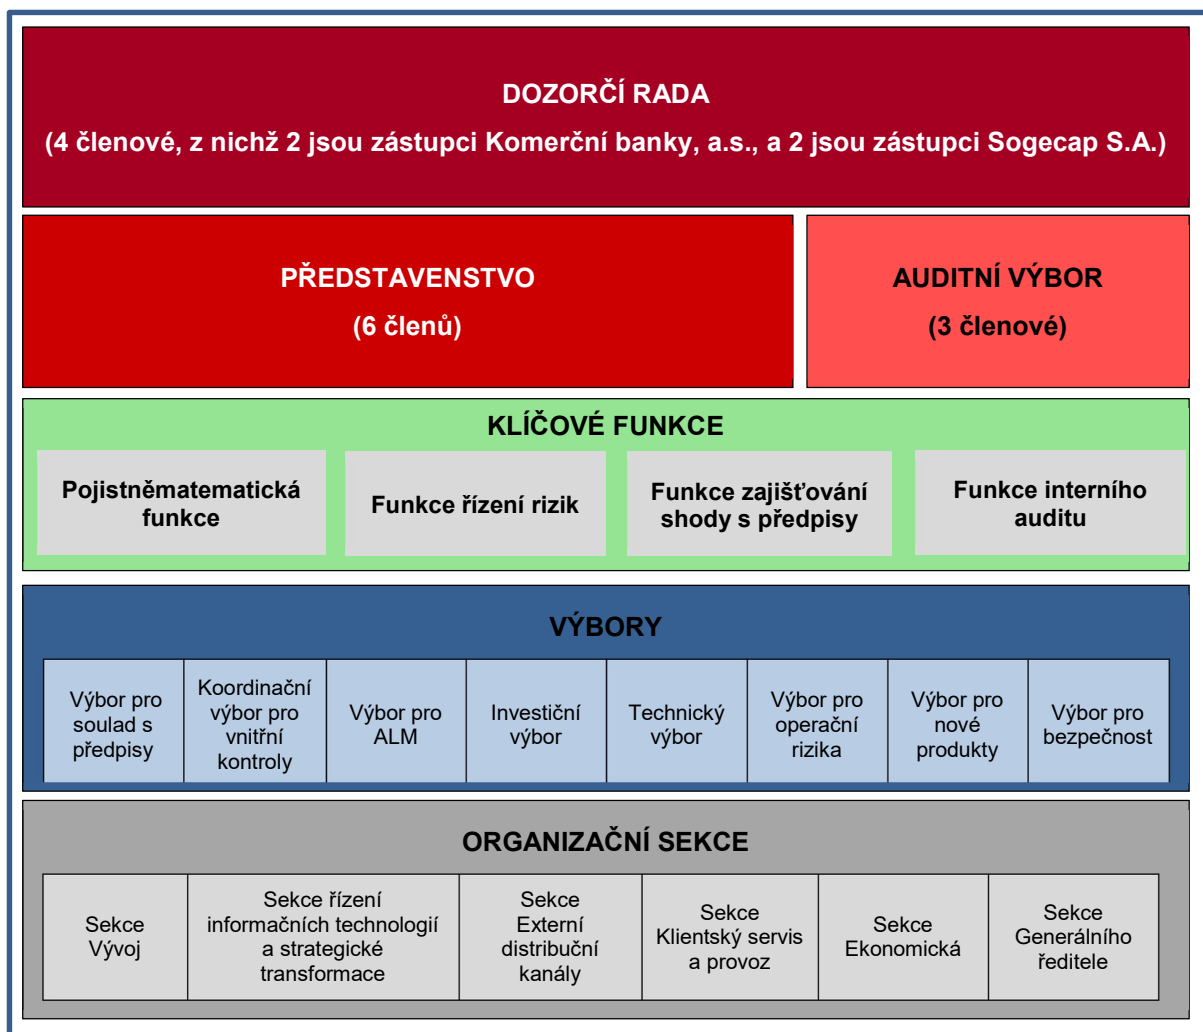 DOZORČÍ RADA
(4 členové, z nichž 2 jsou zástupci Komerční banky, a.s., a 2 jsou zástupci Sogecap S.A.)
PŘEDSTAVENSTVO
(6 členů)
AUDITNÍ VÝBOR
(3 členové)
KLÍČOVÉ FUNKCE
Pojistněmatematická
funkce
Funkce řízení rizik
Funkce zajišťování
shody s předpisy
Funkce interního
auditu
VÝBORY
Výbor pro
soulad s
předpisy
Koordinační
výbor pro
vnitřní
kontroly
Výbor pro
ALM
Investiční
výbor
Technický
výbor
Výbor pro
operační
rizika
Výbor pro
nové
produkty
Výbor pro
bezpečnost
ORGANIZAČNÍ SEKCE
Sekce
Vývoj
Sekce řízení
informačních technologií
a strategické
transformace
Sekce
Externí
distribuční
kanály
Sekce
Klientský servis
a provoz
Sekce
Ekonomická
Sekce
Generálního
ředitele